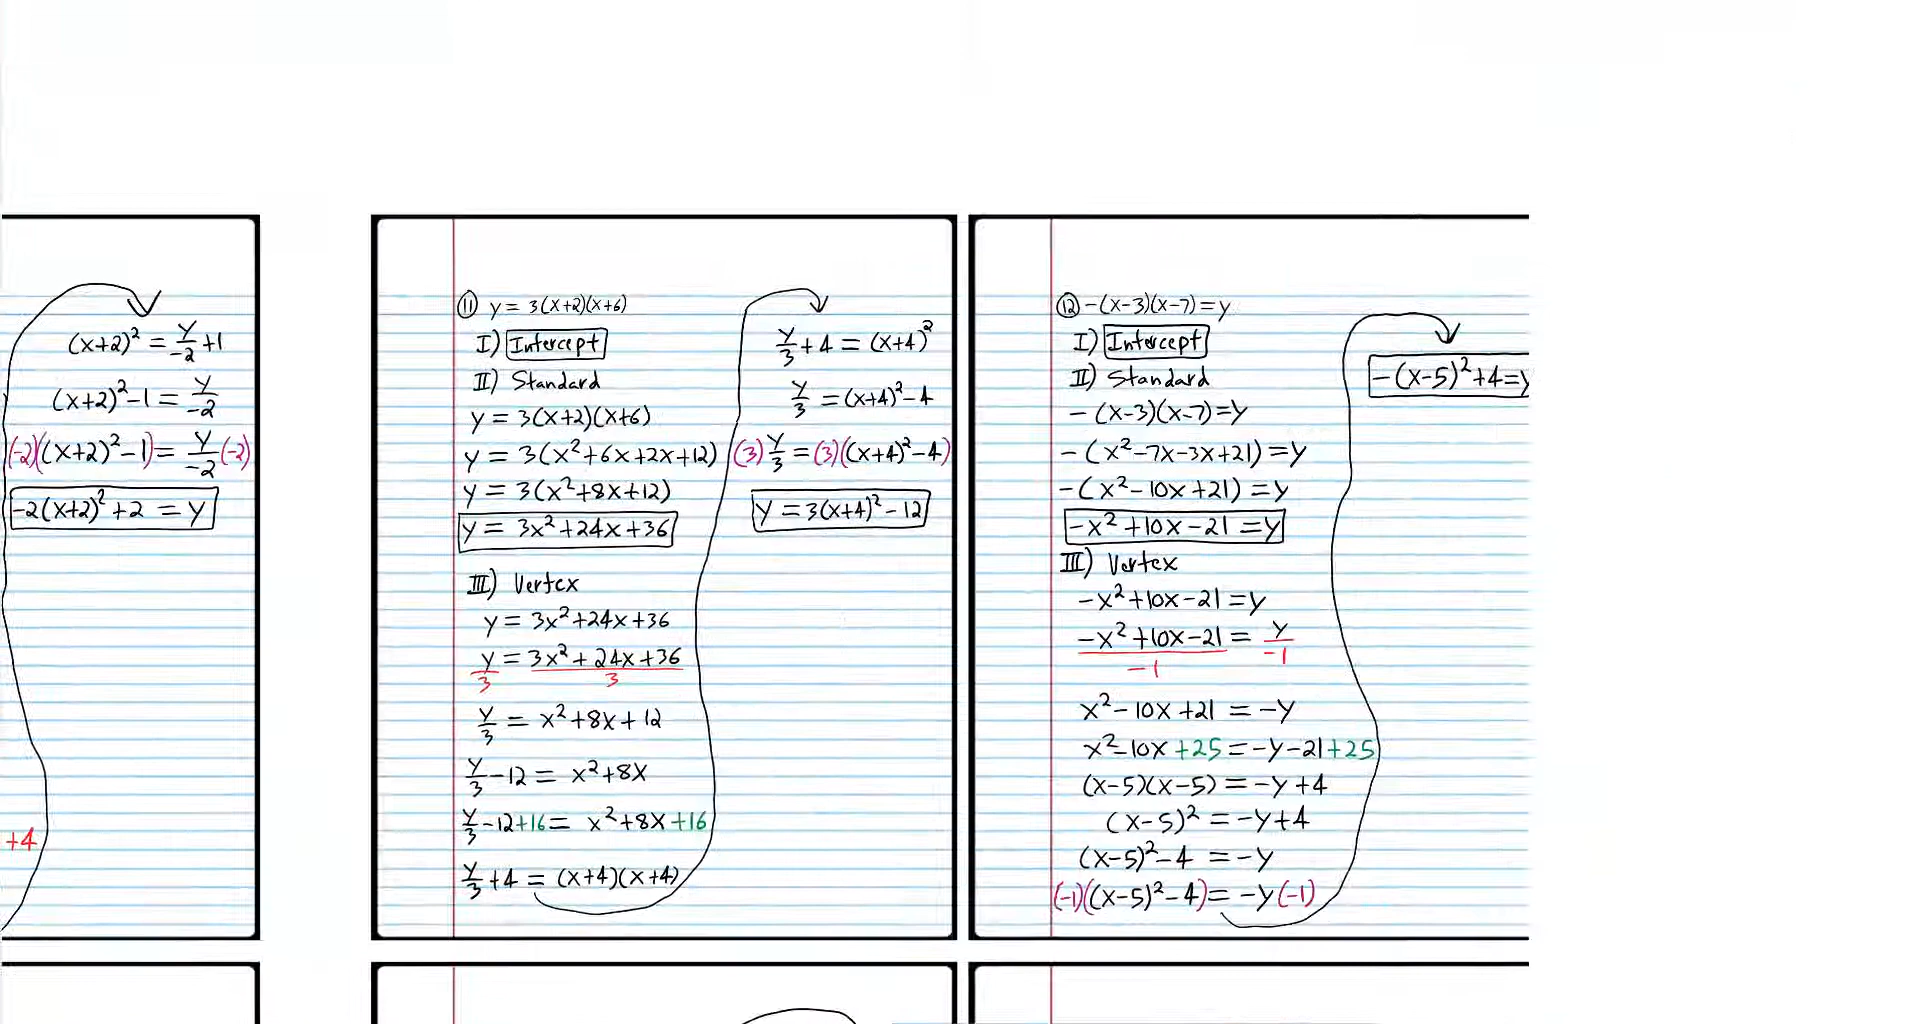 (x+2)² = y/-2 +1
(x+2)²-1 = y/-2
(-2)((x+2)²-1) = y/-2 (-2)
-2(x+2)²+2 = y
+4
⑪ y = 3(x+2)(x+6)
I) Intercept
II) Standard
y = 3(x+2)(x+6)
y = 3(x²+6x+2x+12)
y = 3(x²+8x+12)
y = 3x²+24x+36
III) Vertex
y = 3x²+24x+36
y/3 = 3x²+24x+36/3
y/3 = x²+8x+12
y/3 -12 = x²+8x
y/3 -12+16 = x²+8x+16
y/3 +4 = (x+4)(x+4)
y/3 +4 = (x+4)²
y/3 = (x+4)²-4
(3) y/3 = (3)((x+4)²-4)
y = 3(x+4)²-12
⑫ -(x-3)(x-7) = y
I) Intercept
II) Standard
-(x-3)(x-7)=y
-(x²-7x-3x+21) = y
-(x²-10x+21) = y
-x²+10x-21 = y
III) Vertex
-x²+10x-21 = y
-x²+10x-21/-1 = y/-1
x²-10x+21 = -y
x²-10x+25 = -y-21+25
(x-5)(x-5) = -y+4
(x-5)² = -y+4
(x-5)²-4 = -y
(-1)((x-5)²-4) = -y(-1)
-(x-5)²+4=y